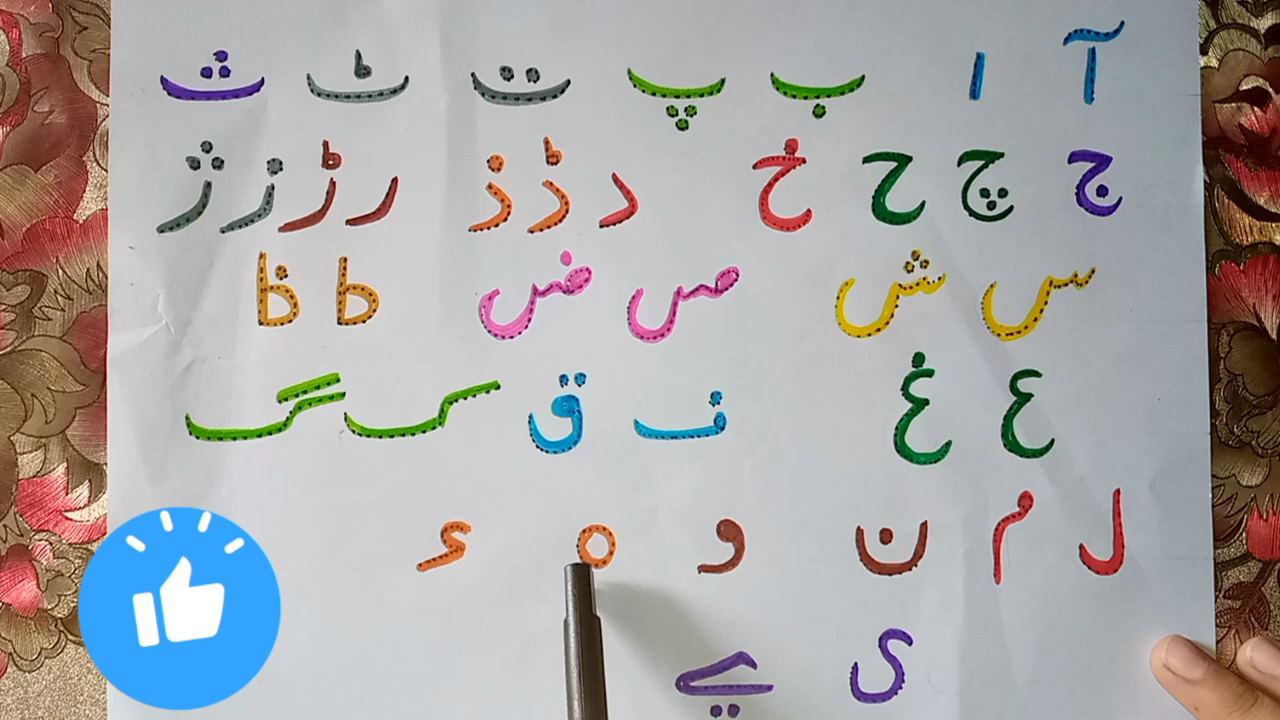 آ ا ب پ ت ٹ ث
ج چ ح خ د ڈ ذ ر ڑ ز ژ
س ش ص ض ط ظ
ع غ ف ق ک گ
ل م ن و ہ ء
ی ے